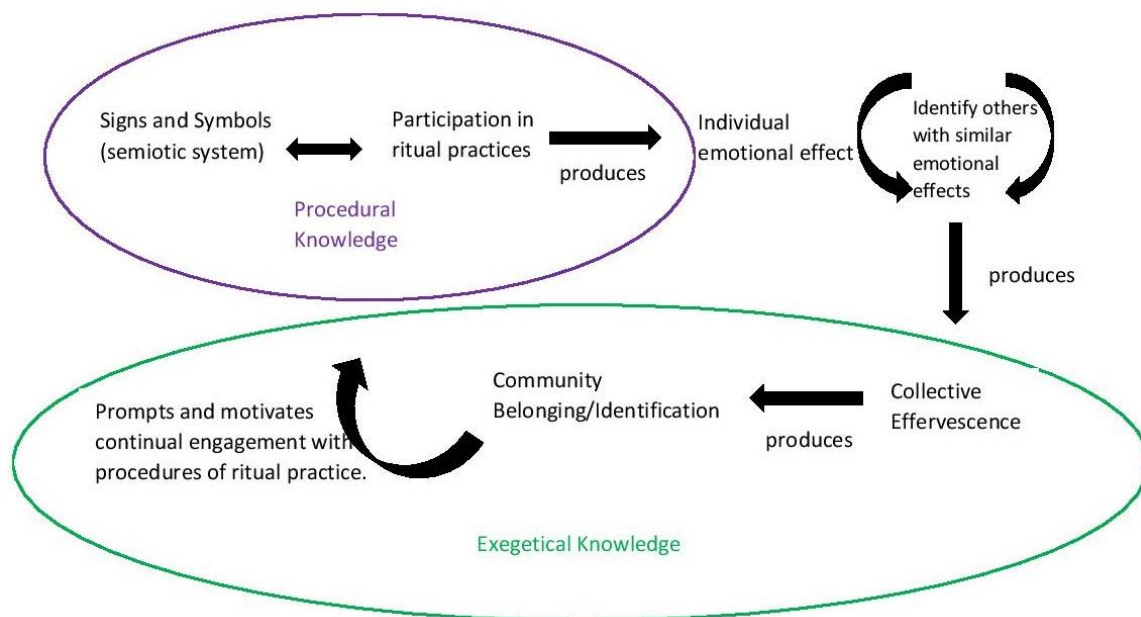 Signs and Symbols
(semiotic system)
Participation in
ritual practices
produces
Procedural
Knowledge
Individual
emotional effect
Identify others
with similar
emotional
effects
produces
Collective
Effervescence
produces
Community
Belonging/Identification
Prompts and motivates
continual engagement with
procedures of ritual practice.
Exegetical Knowledge